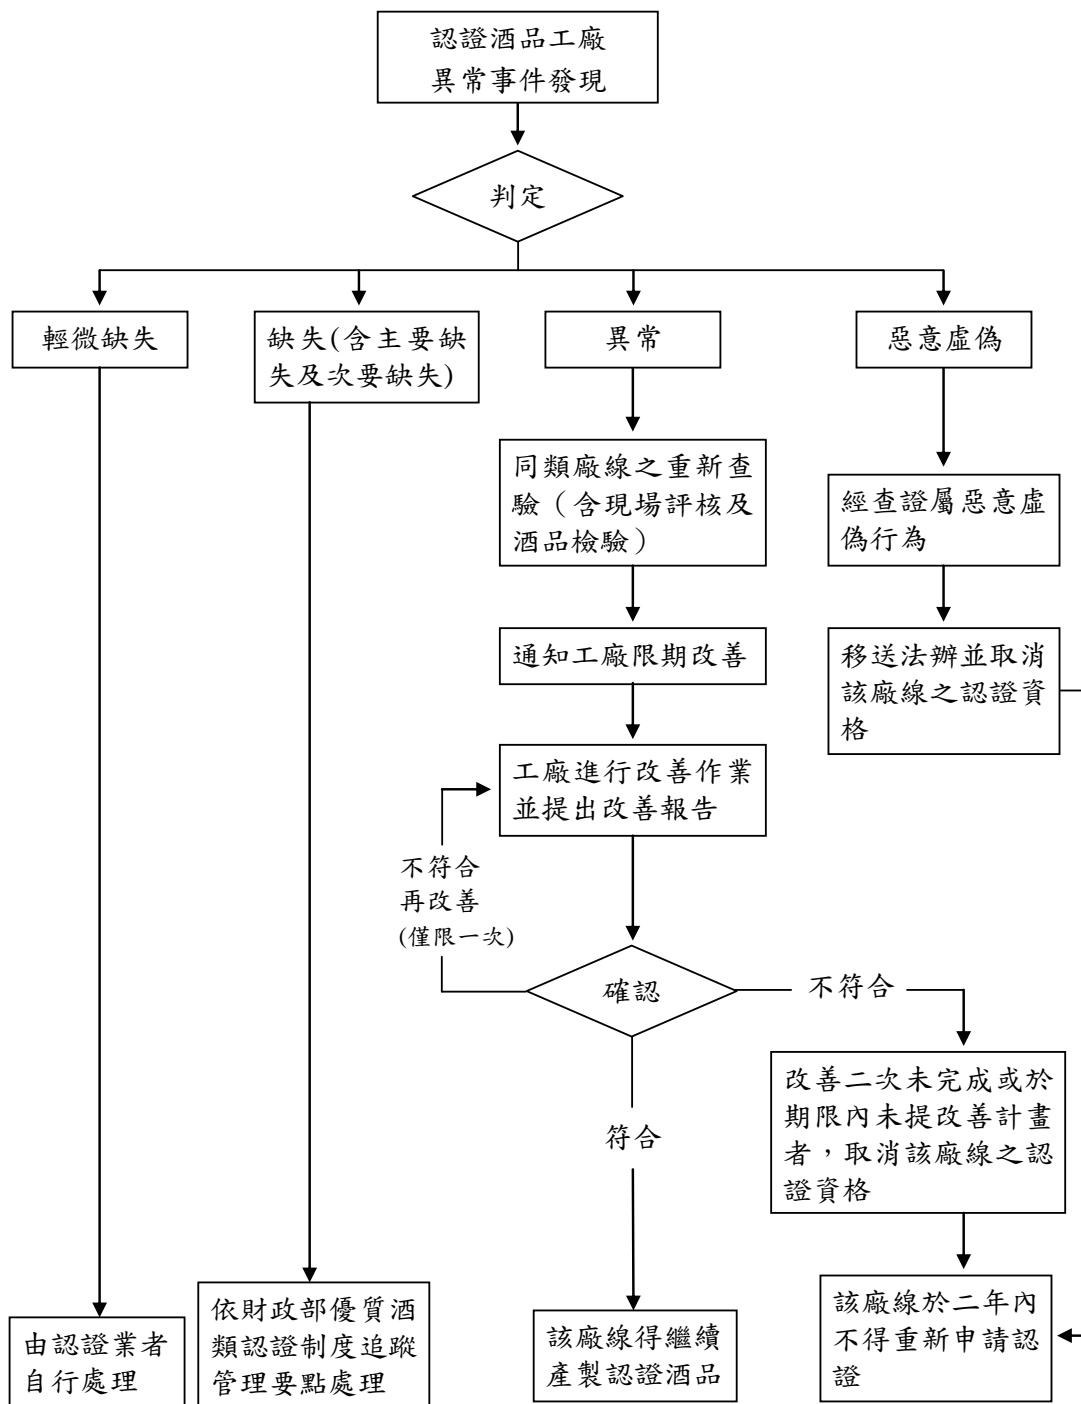 認證酒品工廠
異常事件發現
判定
輕微缺失
缺失(含主要缺
失及次要缺失)
異常
惡意虛偽
同類廠線之重新查
驗（含現場評核及
酒品檢驗）
經查證屬惡意虛
偽行為
通知工廠限期改善
移送法辦並取消
該廠線之認證資
格
工廠進行改善作業
並提出改善報告
不符合
再改善
(僅限一次)
確認
不符合
改善二次未完成或於
期限內未提改善計畫
者，取消該廠線之認
證資格
符合
由認證業者
自行處理
依財政部優質酒
類認證制度追蹤
管理要點處理
該廠線得繼續
產製認證酒品
該廠線於二年內
不得重新申請認
證